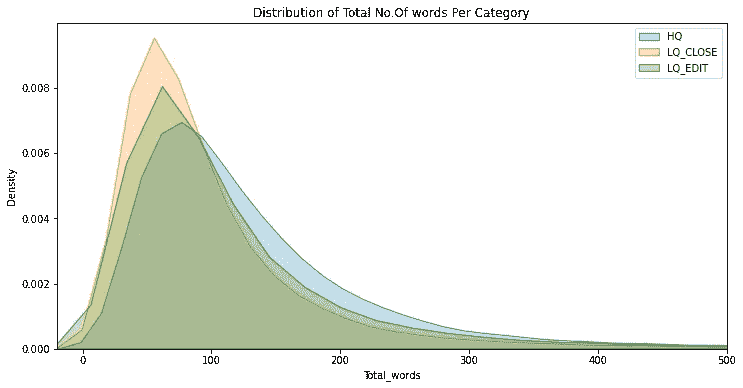 Distribution of Total No.Of words Per Category
HQ
LQ_CLOSE
LQ_EDIT
Density
0.008
0.006
0.004
0.002
0.000
0 100 200 300 400 500
Total_words